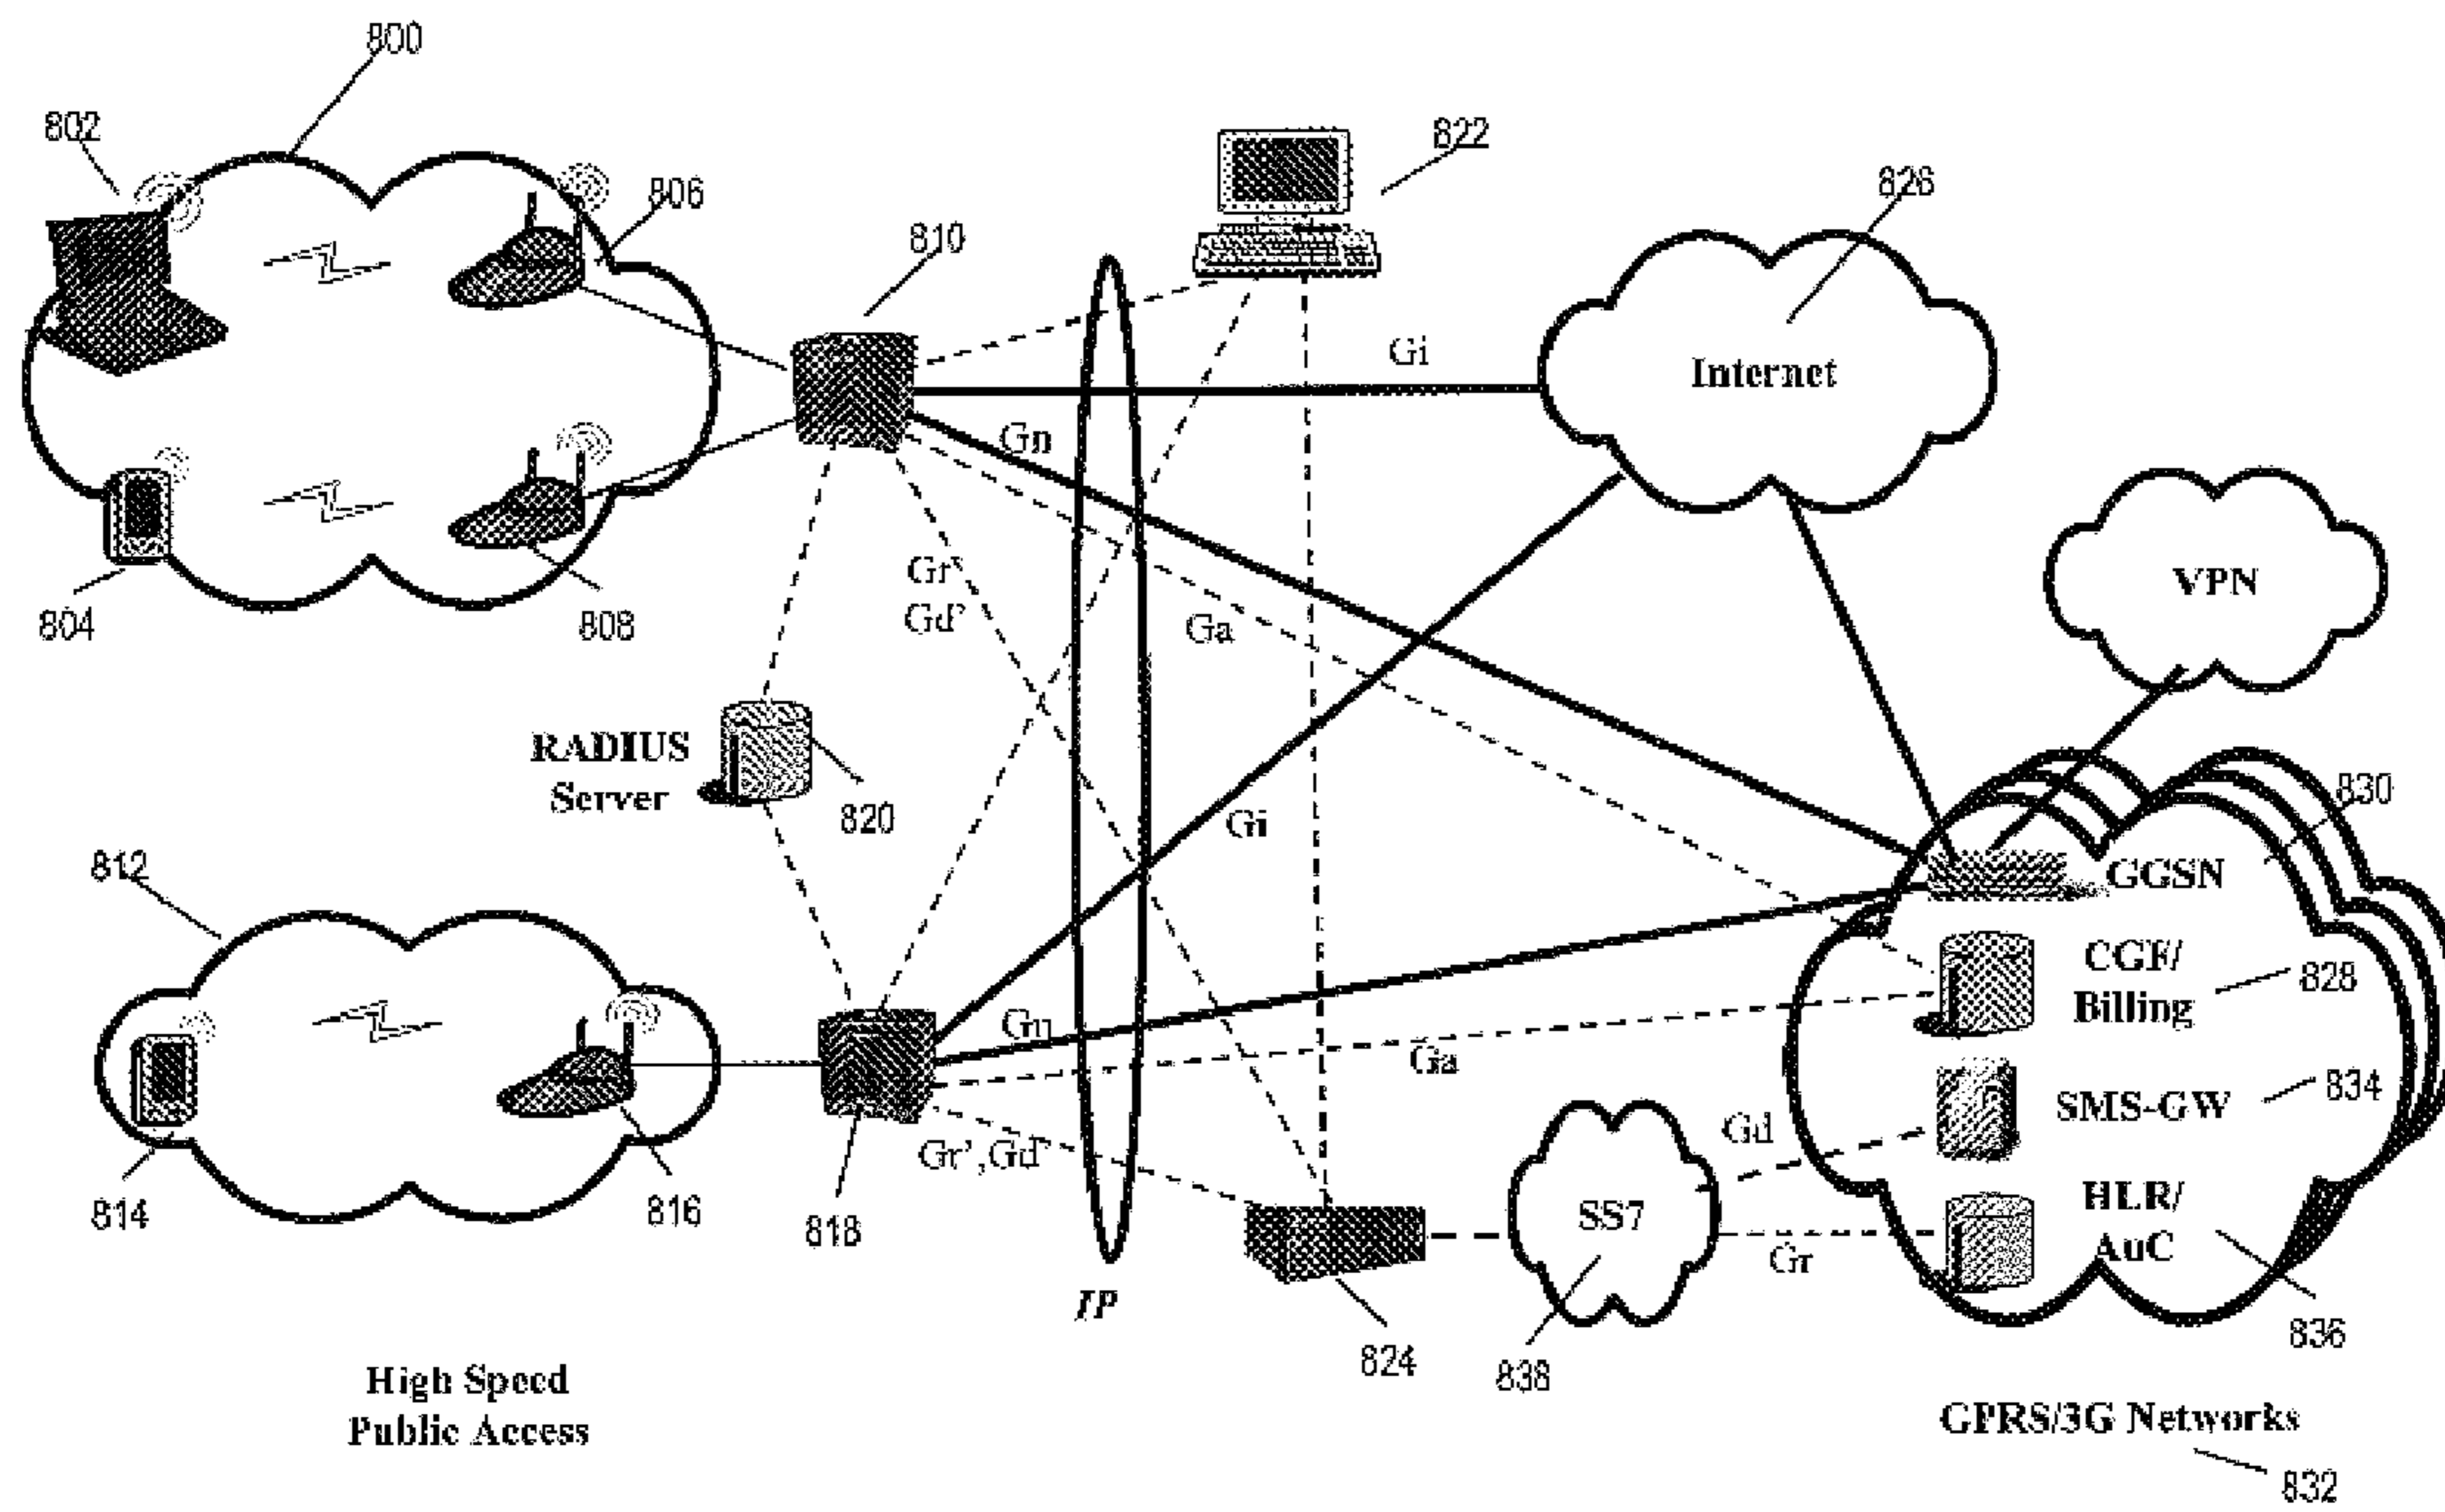 800
802
822
806
826
810
Gi
Internet
Gn
VPN
Gr'
Gd'
Ga
804
808
RADIUS
Server
820
Gi
830
GGSN
812
CGF/
Billing
828
Gn
Ga
834
SMS-GW
Gd
Gr',Gd'
SS7
HLR/
AuC
814
816
818
Gr
IP
824
838
836
High Speed
Public Access
GPRS/3G Networks
832